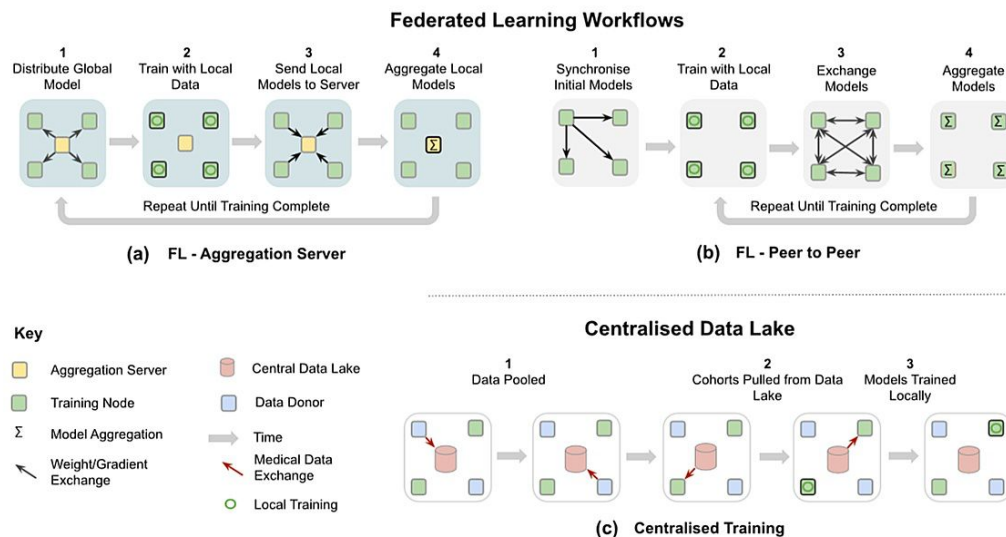 Federated Learning Workflows
1
Distribute Global
Model
2
Train with Local
Data
3
Send Local
Models to Server
4
Aggregate Local
Models
Σ
Repeat Until Training Complete
(a) FL - Aggregation Server
1
Synchronise
Initial Models
2
Train with Local
Data
3
Exchange
Models
4
Aggregate
Models
Σ Σ
Σ Σ
Repeat Until Training Complete
(b) FL - Peer to Peer
Key
Aggregation Server
Training Node
Σ Model Aggregation
Weight/Gradient
Exchange
Central Data Lake
Data Donor
Time
Medical Data
Exchange
Local Training
Centralised Data Lake
1
Data Pooled
2
Cohorts Pulled from Data
Lake
3
Models Trained
Locally
(c) Centralised Training